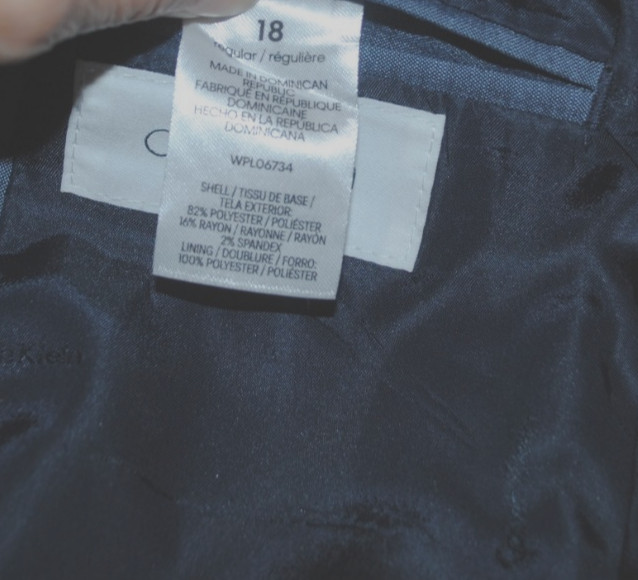 18
regular / régulière
MADE IN DOMINICAN
REPUBLIC
FABRIQUÉ EN RÉPUBLIQUE
DOMINICAINE
HECHO EN LA REPÚBLICA
DOMINICANA
C
WPL06734
SHELL / TISSU DE BASE /
TELA EXTERIOR:
82% POLYESTER / POLIÉSTER
16% RAYON / RAYONNE / RAYÓN
2% SPANDEX
LINING / DOUBLURE / FORRO:
100% POLYESTER / POLIÉSTER
Klein